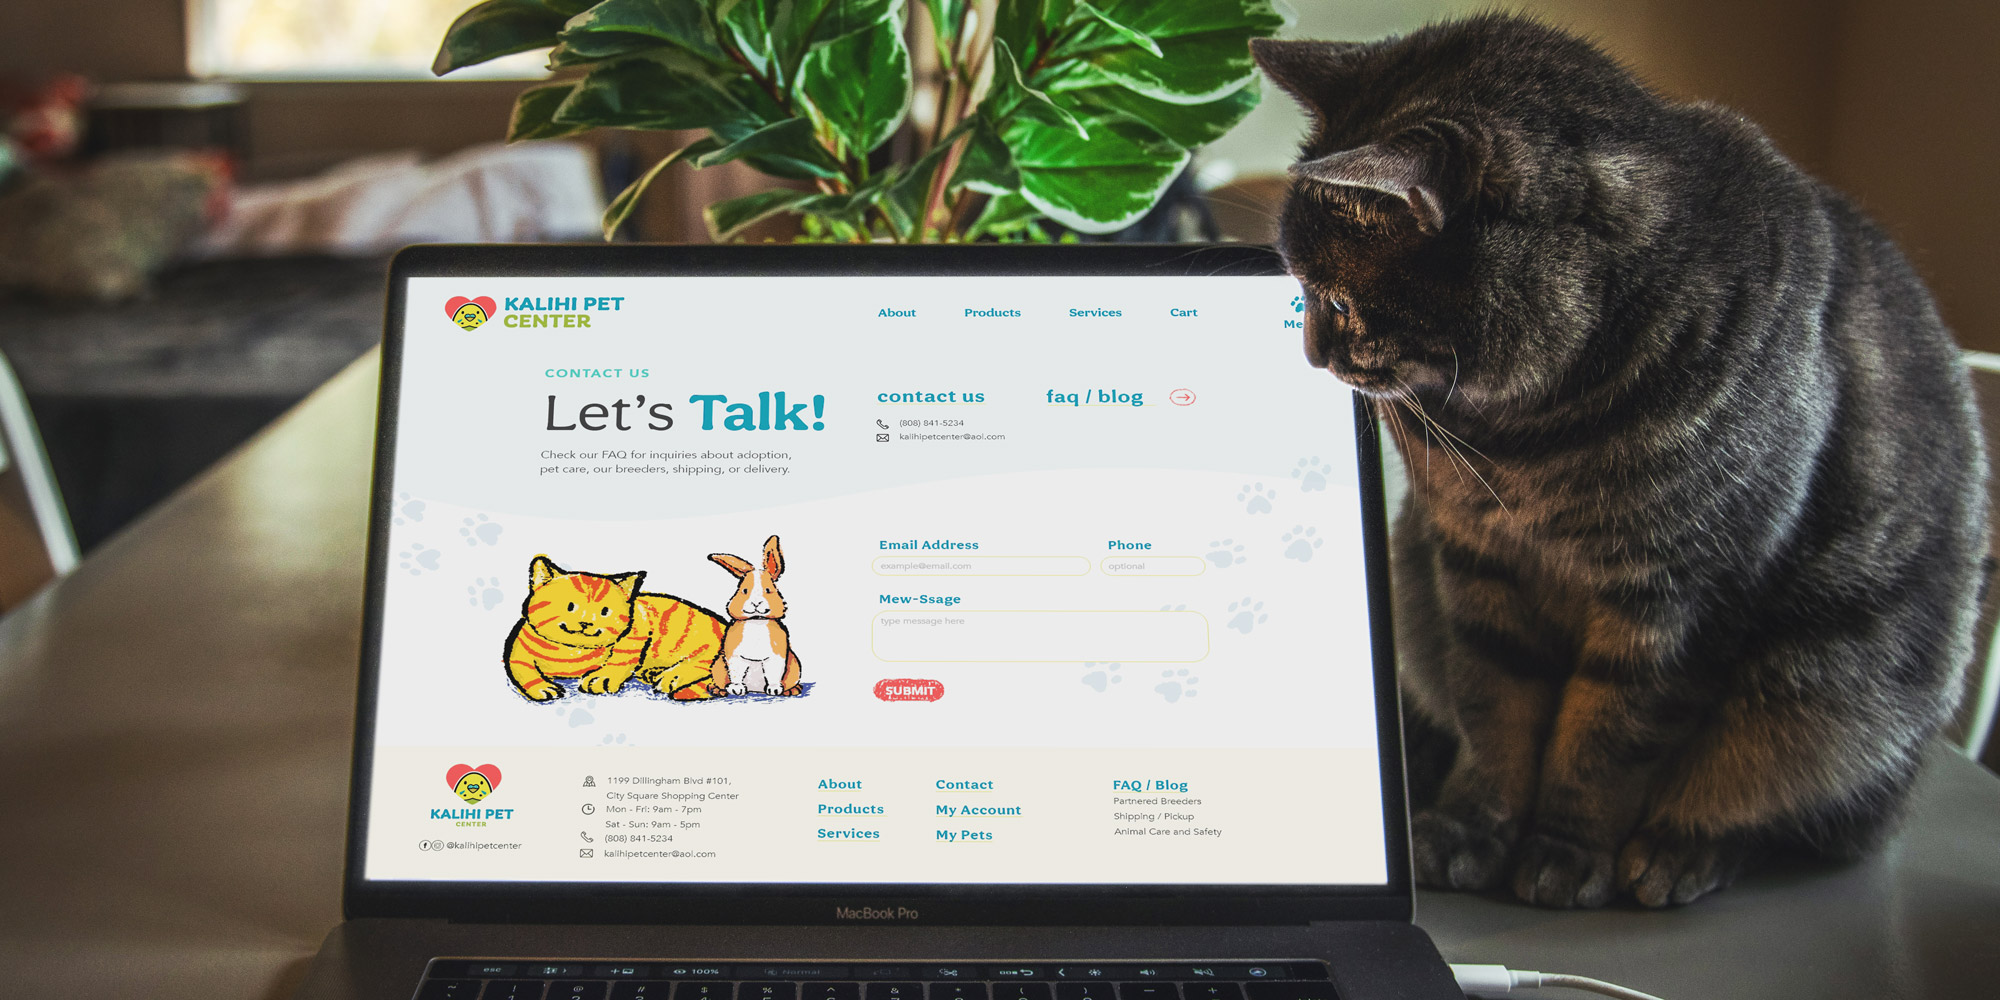 KALIHI PET
CENTER
About
Products
Services
Cart
Me
CONTACT US
Let's Talk!
Check our FAQ for inquiries about adoption,
pet care, our breeders, shipping, or delivery.
contact us
(808) 841-5234
kalihipetcenter@aol.com
faq / blog
Email Address
example@email.com
Phone
optional
Mew-Ssage
type message here
SUBMIT
KALIHI PET
CENTER
@kalihipetcenter
1199 Dillingham Blvd #101,
City Square Shopping Center
Mon - Fri: 9am - 7pm
Sat - Sun: 9am - 5pm
(808) 841-5234
kalihipetcenter@aol.com
About
Products
Services
Contact
My Account
My Pets
FAQ / Blog
Partnered Breeders
Shipping / Pickup
Animal Care and Safety
MacBook Pro
esc
100%
Normal